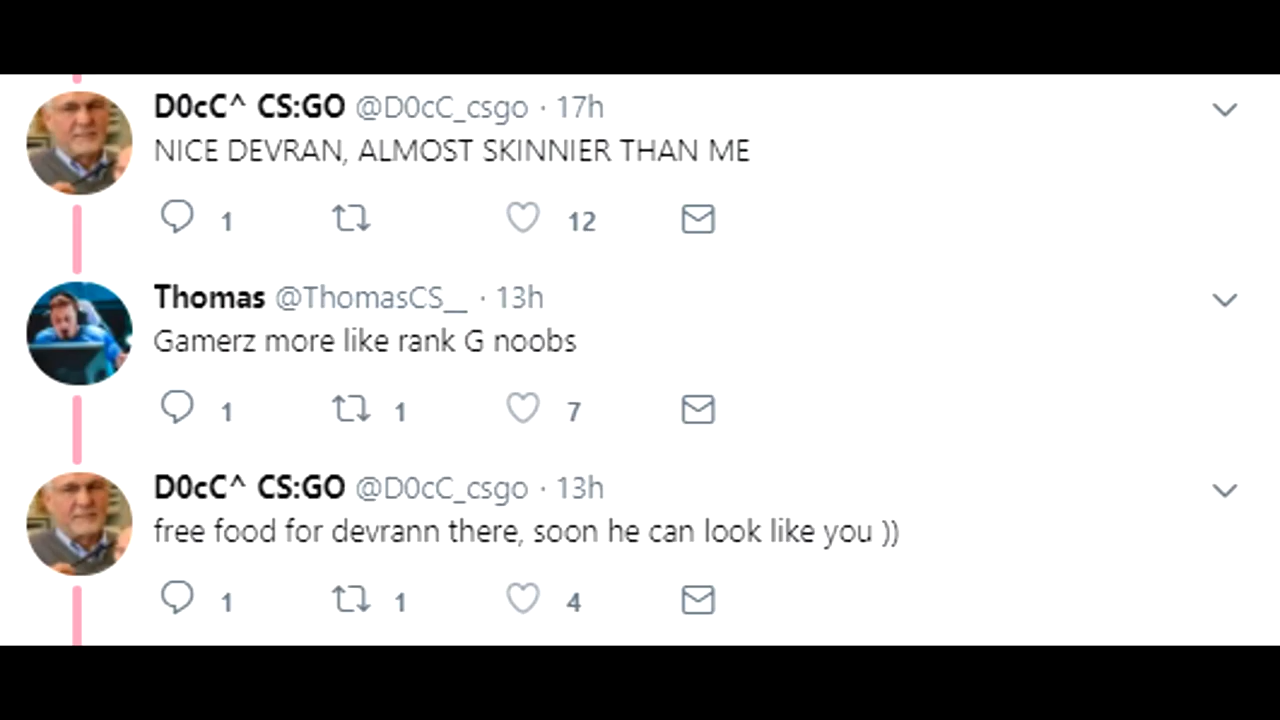 D0cC^ CS:GO @D0cC_csgo · 17h
NICE DEVRAN, ALMOST SKINNIER THAN ME
1 12
Thomas @ThomasCS__ · 13h
Gamerz more like rank G noobs
1 1 7
D0cC^ CS:GO @D0cC_csgo · 13h
free food for devrann there, soon he can look like you ))
1 1 4